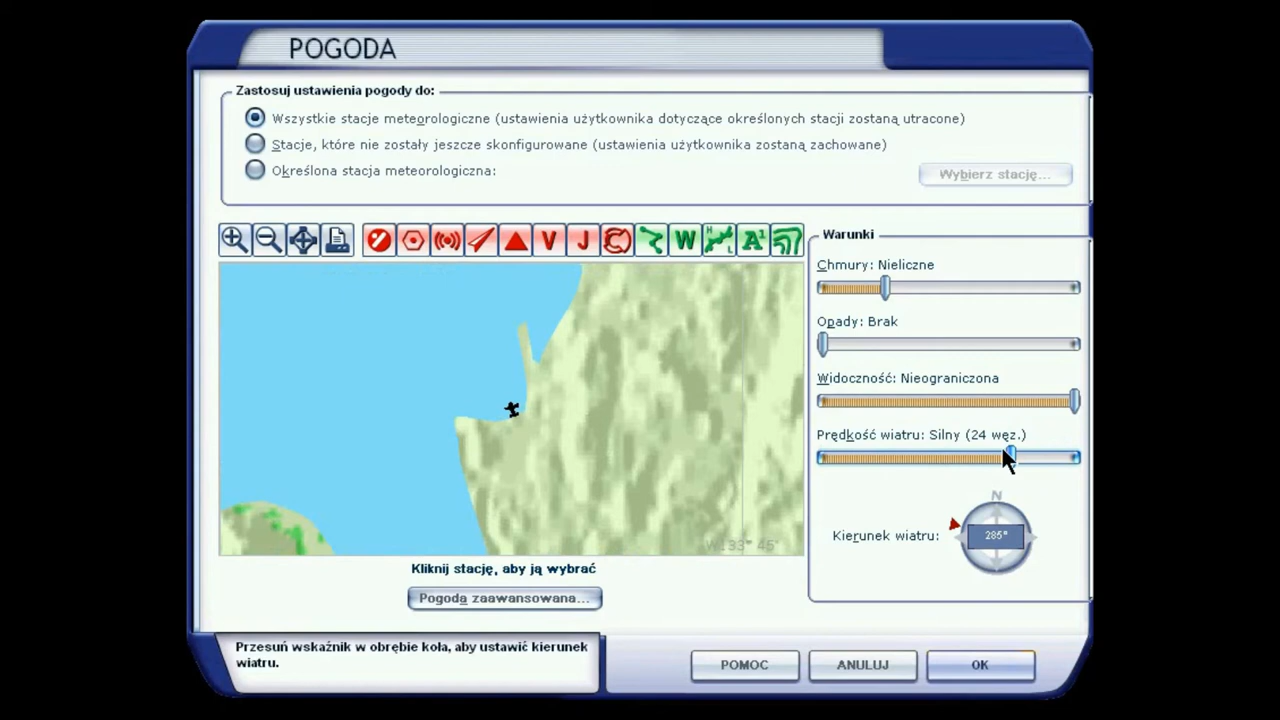 POGODA
Zastosuj ustawienia pogody do:
Wszystkie stacje meteorologiczne (ustawienia użytkownika dotyczące określonych stacji zostaną utracone)
Stacje, które nie zostały jeszcze skonfigurowane (ustawienia użytkownika zostaną zachowane)
Określona stacja meteorologiczna:
Wybierz stację...
V J W H L A1
Warunki
Chmury: Nieliczne
Opady: Brak
Widoczność: Nieograniczona
Prędkość wiatru: Silny (24 węz.)
N
Kierunek wiatru:
285°
W:33° 45'
Kliknij stację, aby ją wybrać
Pogoda zaawansowana...
Przesuń wskaźnik w obrębie koła, aby ustawić kierunek
wiatru.
POMOC
ANULUJ
OK